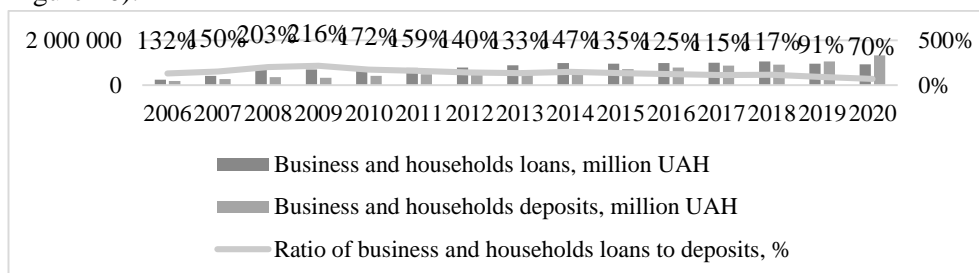 2 000 000 132% 150% 203% 216% 172% 159% 140% 133% 147% 135% 125% 115% 117% 91% 70% 500%
0 0%
2006 2007 2008 2009 2010 2011 2012 2013 2014 2015 2016 2017 2018 2019 2020
Business and households loans, million UAH
Business and households deposits, million UAH
Ratio of business and households loans to deposits, %